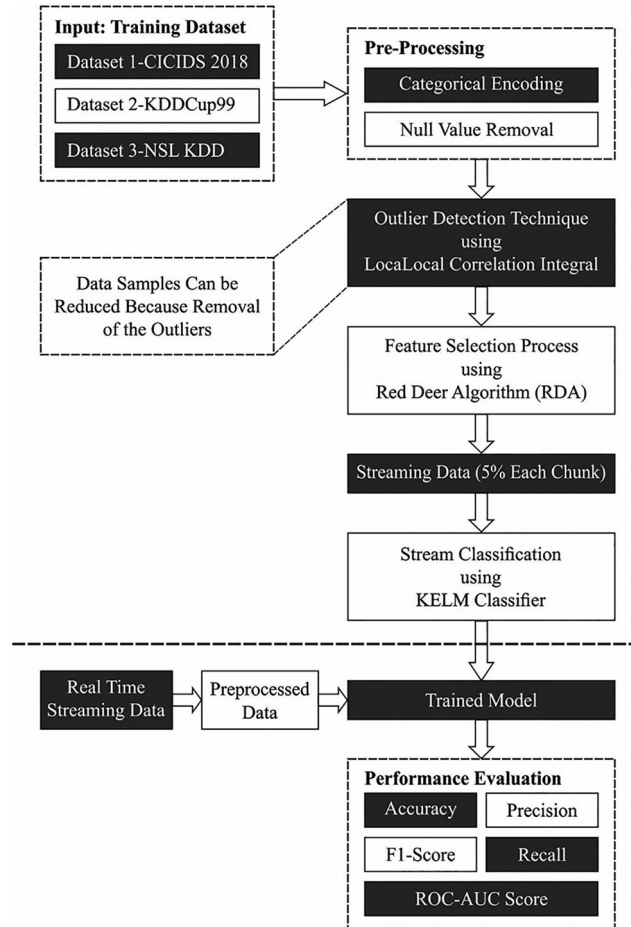 Input: Training Dataset
Dataset 1-CICIDS 2018
Dataset 2-KDDCup99
Dataset 3-NSL KDD
Pre-Processing
Categorical Encoding
Null Value Removal
Outlier Detection Technique
using
LocaLocal Correlation Integral
Data Samples Can be
Reduced Because Removal
of the Outliers
Feature Selection Process
using
Red Deer Algorithm (RDA)
Streaming Data (5% Each Chunk)
Stream Classification
using
KELM Classifier
Real Time
Streaming Data
Preprocessed
Data
Trained Model
Performance Evaluation
Accuracy
Precision
F1-Score
Recall
ROC-AUC Score